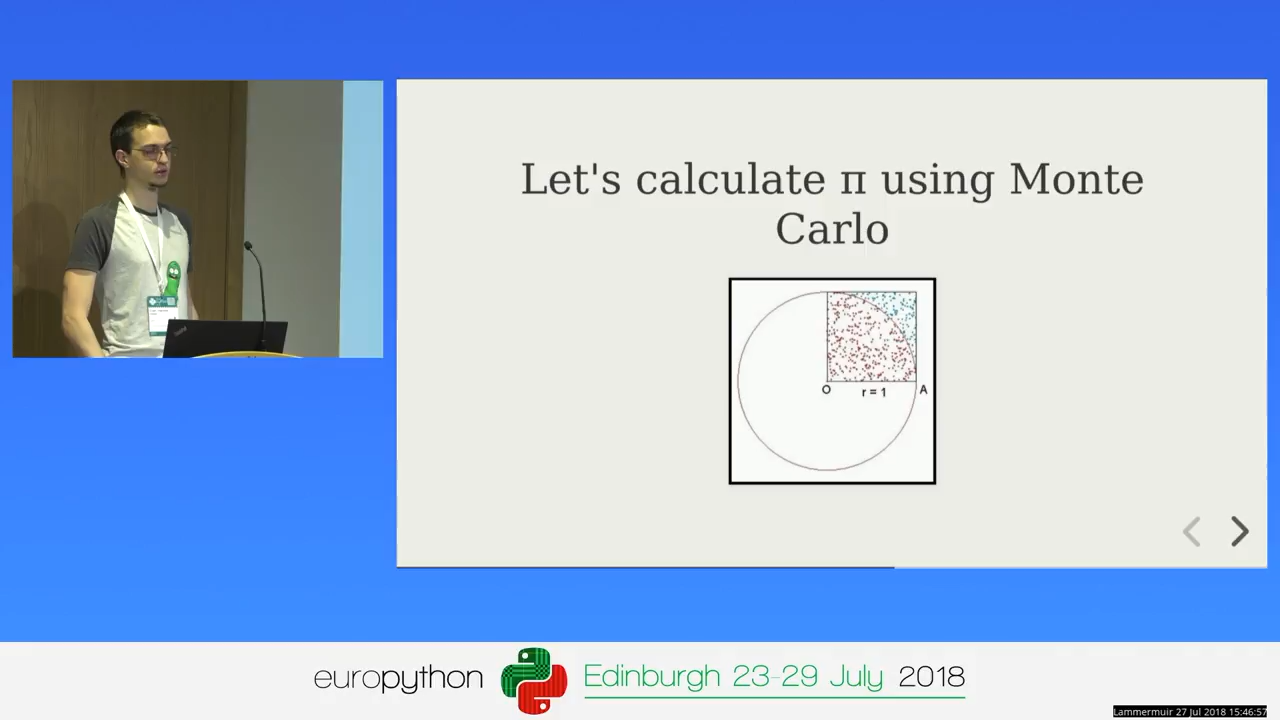 Let's calculate π using Monte
Carlo
O
r = 1
A
europython
Edinburgh 23-29 July 2018
Lammermuir 27 Jul 2018 15:46:57